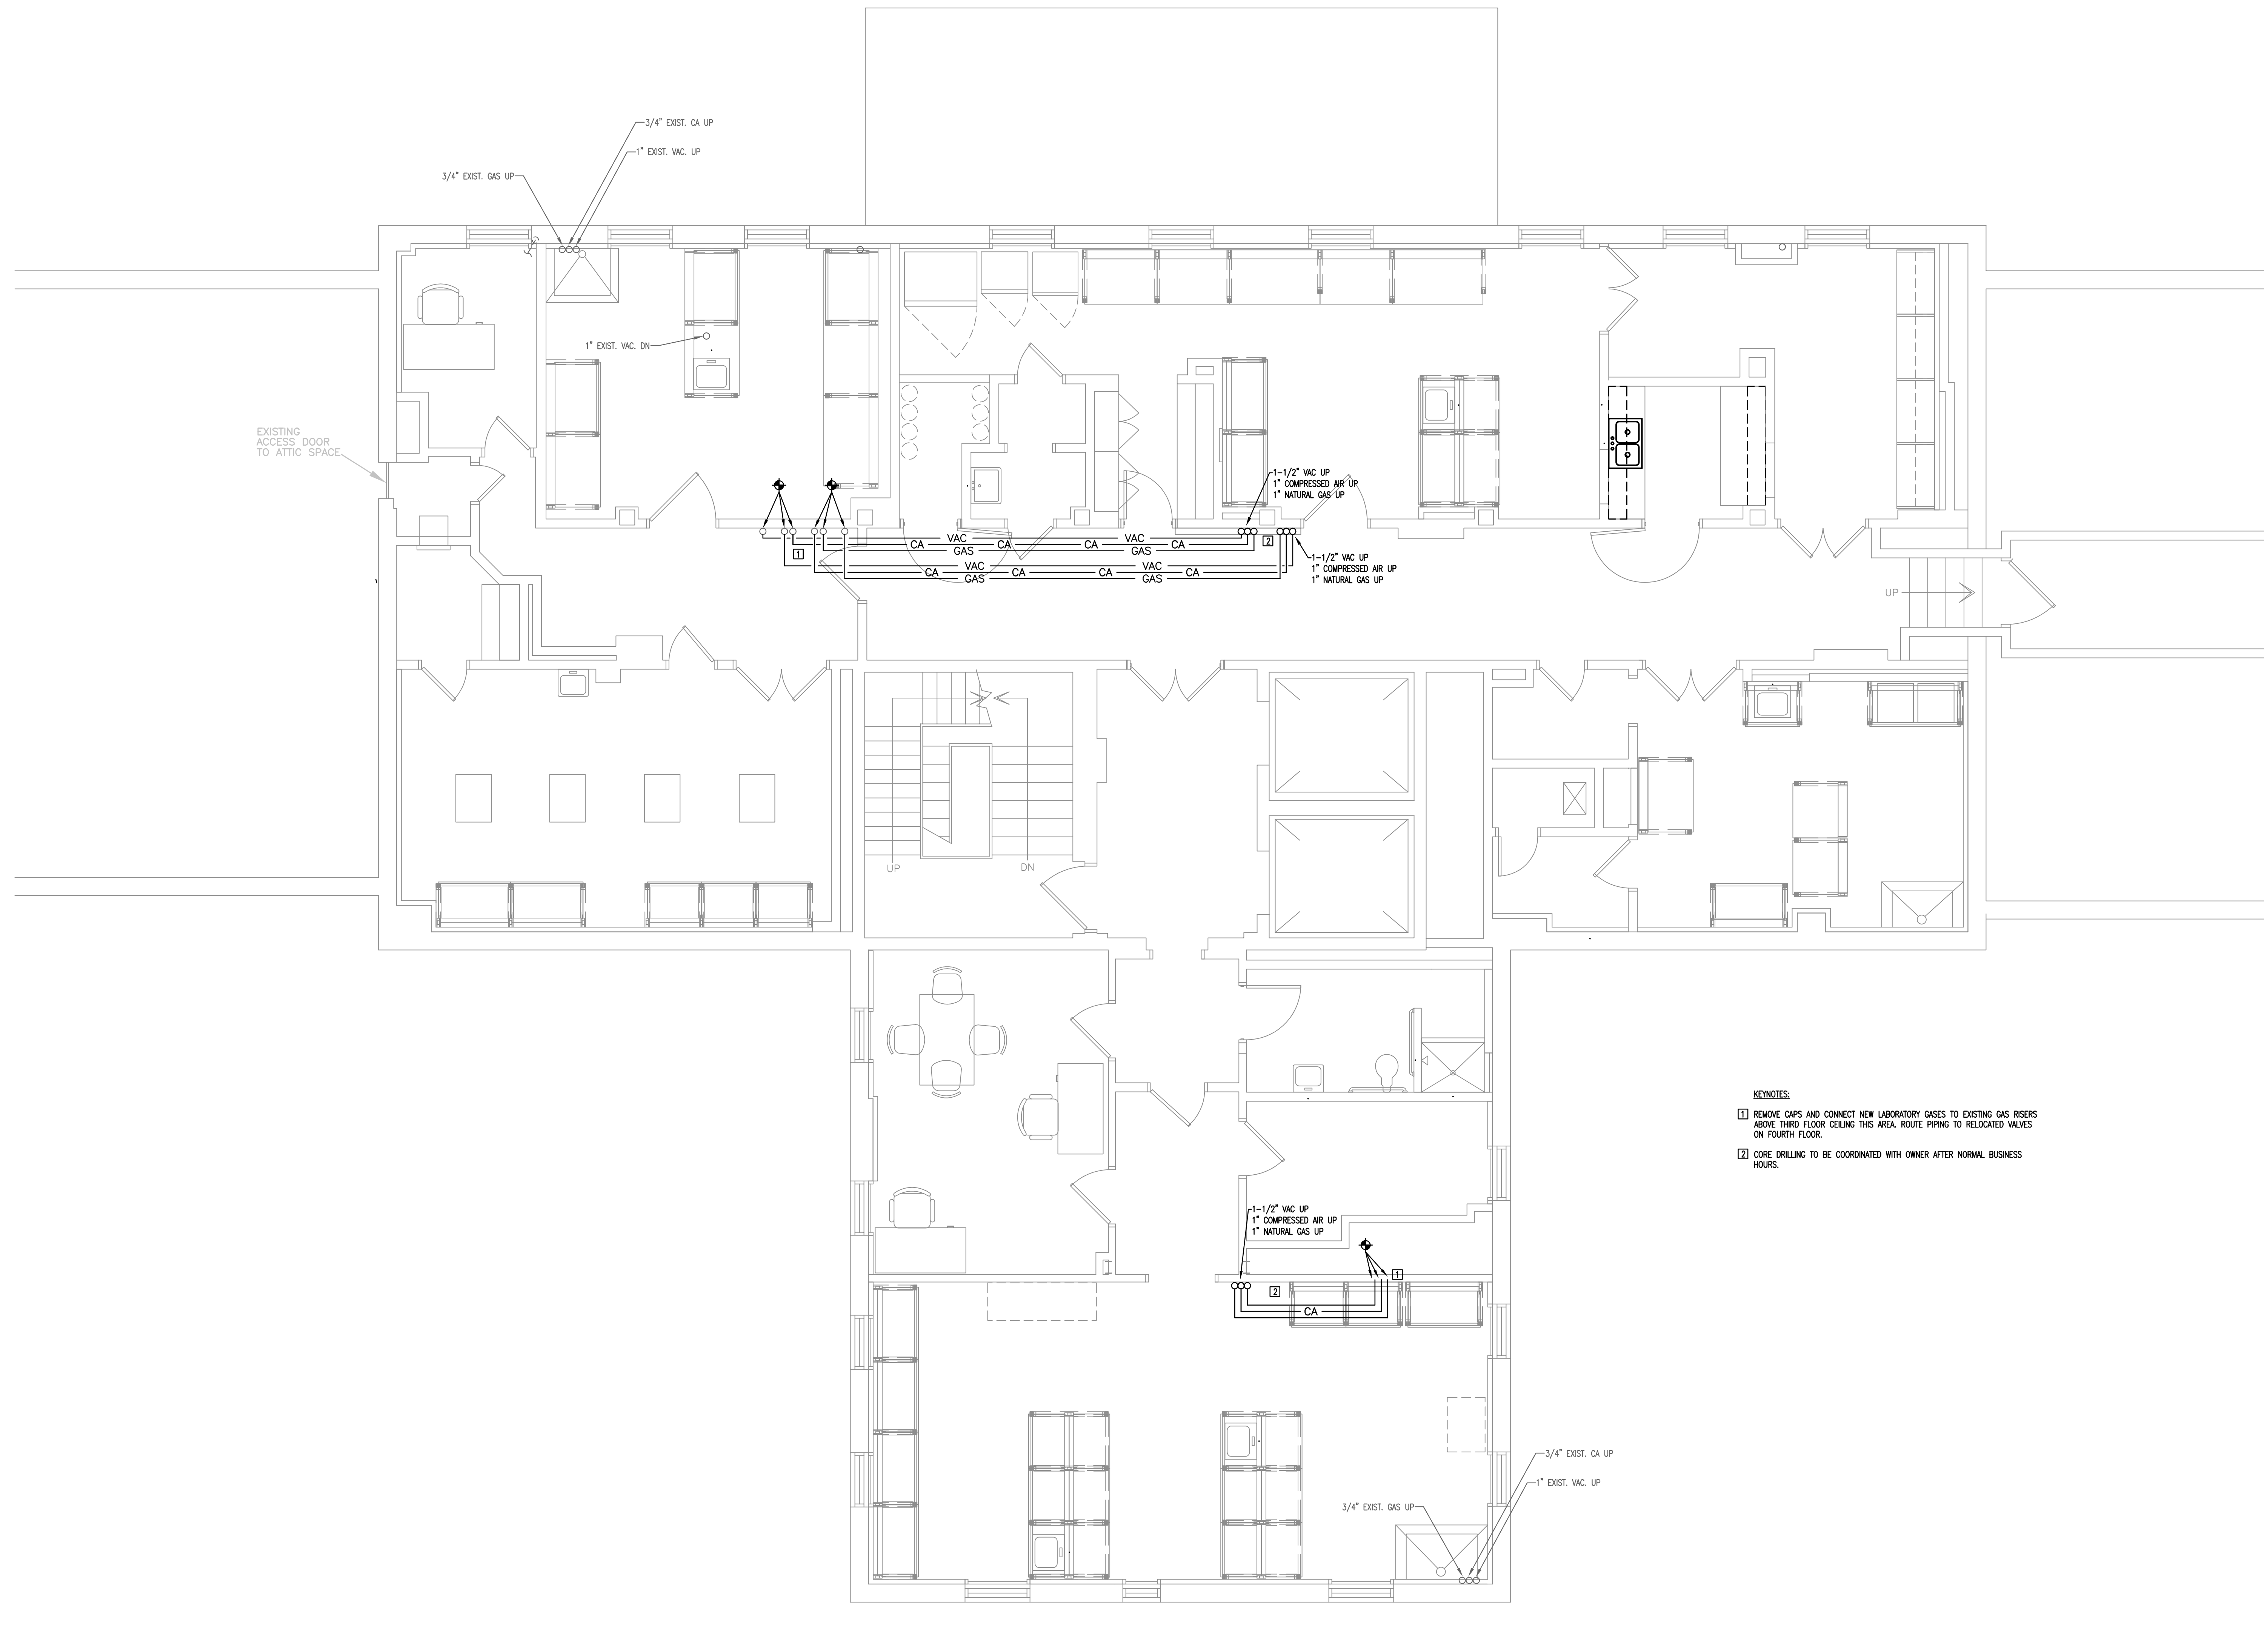 3/4" EXIST. CA UP
1" EXIST. VAC. UP
3/4" EXIST. GAS UP
1" EXIST. VAC. DN
EXISTING
ACCESS DOOR
TO ATTIC SPACE
1-1/2" VAC UP
1" COMPRESSED AIR UP
1" NATURAL GAS UP
VAC VAC
CA CA CA CA
GAS GAS
1
2
VAC VAC
CA CA CA CA
GAS GAS
1-1/2" VAC UP
1" COMPRESSED AIR UP
1" NATURAL GAS UP
UP
UP
DN
KEYNOTES:
1 REMOVE CAPS AND CONNECT NEW LABORATORY GASES TO EXISTING GAS RISERS
ABOVE THIRD FLOOR CEILING THIS AREA. ROUTE PIPING TO RELOCATED VALVES
ON FOURTH FLOOR.
2 CORE DRILLING TO BE COORDINATED WITH OWNER AFTER NORMAL BUSINESS
HOURS.
1-1/2" VAC UP
1" COMPRESSED AIR UP
1" NATURAL GAS UP
1
2
CA
3/4" EXIST. CA UP
1" EXIST. VAC. UP
3/4" EXIST. GAS UP